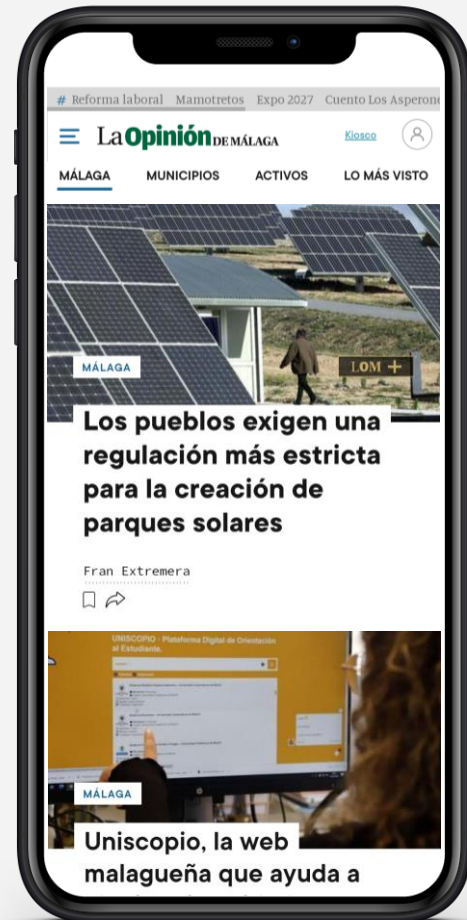 # Reforma laboral Mamotretos Expo 2027 Cuento Los Asperone
La Opinión DE MÁLAGA Kiosco
MÁLAGA MUNICIPIOS ACTIVOS LO MÁS VISTO
MÁLAGA
LOM +
Los pueblos exigen una
regulación más estricta
para la creación de
parques solares
Fran Extremera
UNISCOPIO - Plataforma Digital de Orientación
al Estudiante.
MÁLAGA
Uniscopio, la web
malagueña que ayuda a